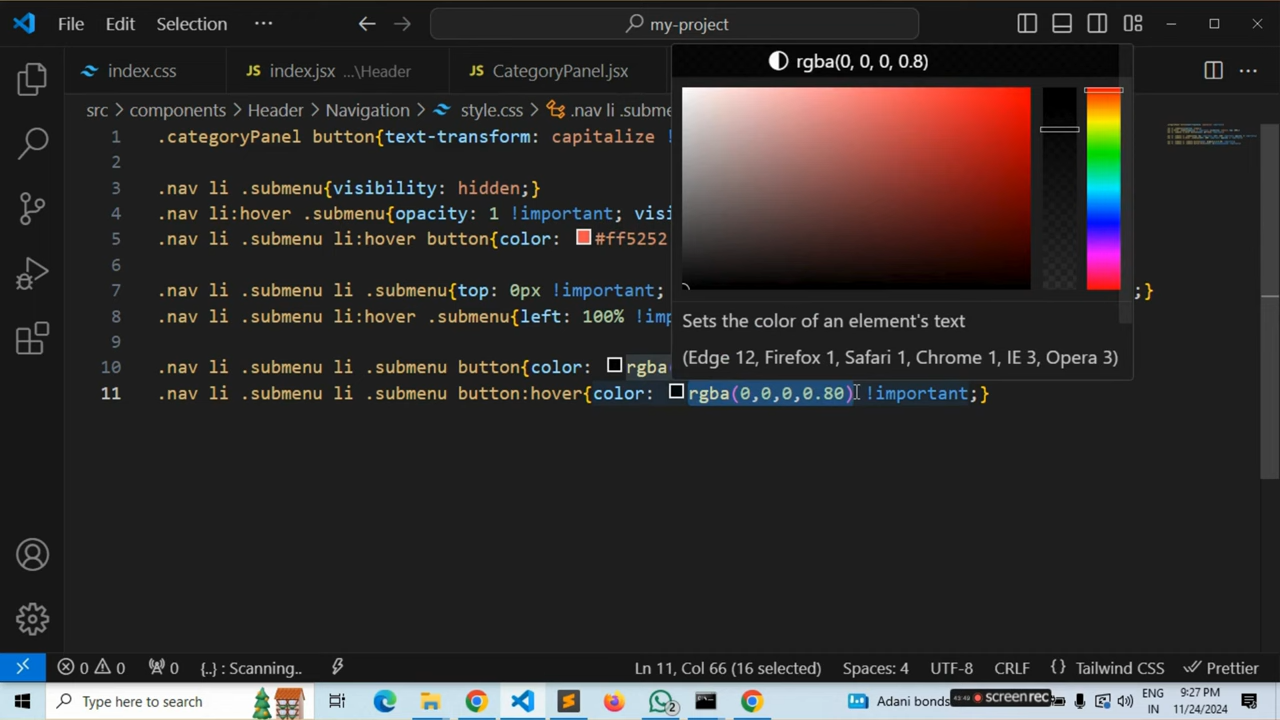 File Edit Selection ··· my-project
index.css JS index.jsx ...\Header JS CategoryPanel.jsx
rgba(0, 0, 0, 0.8)
src > components > Header > Navigation > style.css > .nav li .subme
1 .categoryPanel button{text-transform: capitalize !
2
3 .nav li .submenu{visibility: hidden;}
4 .nav li:hover .submenu{opacity: 1 !important; visi
5 .nav li .submenu li:hover button{color: #ff5252
6
7 .nav li .submenu li .submenu{top: 0px !important; ;}
8 .nav li .submenu li:hover .submenu{left: 100% !im
9
10 .nav li .submenu li .submenu button{color: rgba(
11 .nav li .submenu li .submenu button:hover{color: rgba(0,0,0,0.80) !important;}
Sets the color of an element's text
(Edge 12, Firefox 1, Safari 1, Chrome 1, IE 3, Opera 3)
0 0 0 {..} : Scanning.. Ln 11, Col 66 (16 selected) Spaces: 4 UTF-8 CRLF {} Tailwind CSS Prettier
Type here to search 2 Adani bonds screen rec ENG IN 9:27 PM 11/24/2024